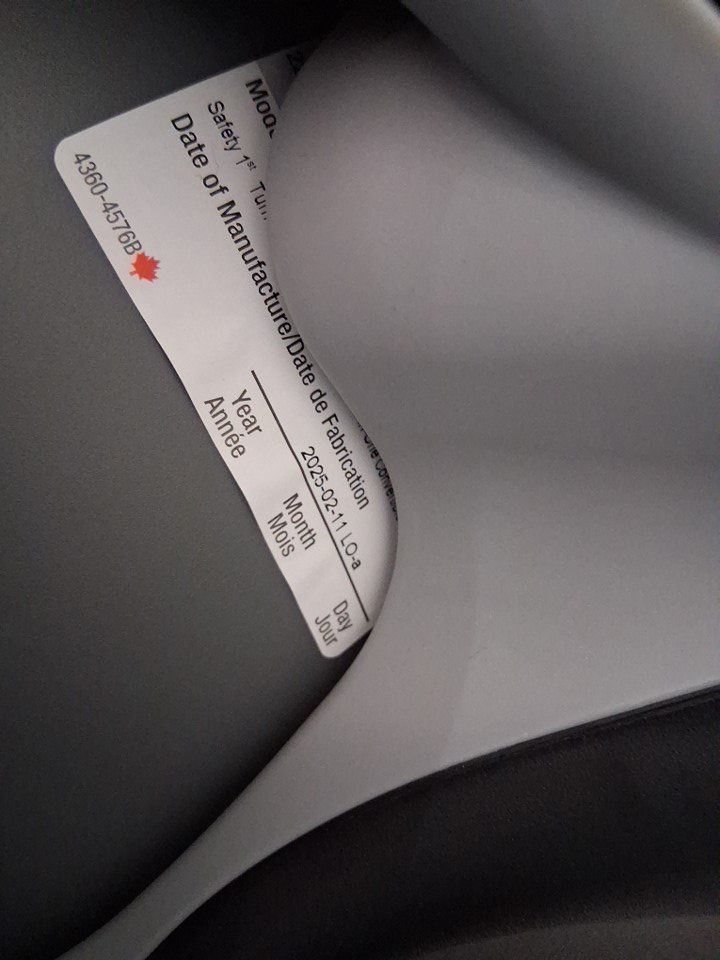 Safety 1st
Date of Manufacture/Date de Fabrication
2025-02-11 LO-a
Year Month Day
Année Mois Jour
4360-4576B